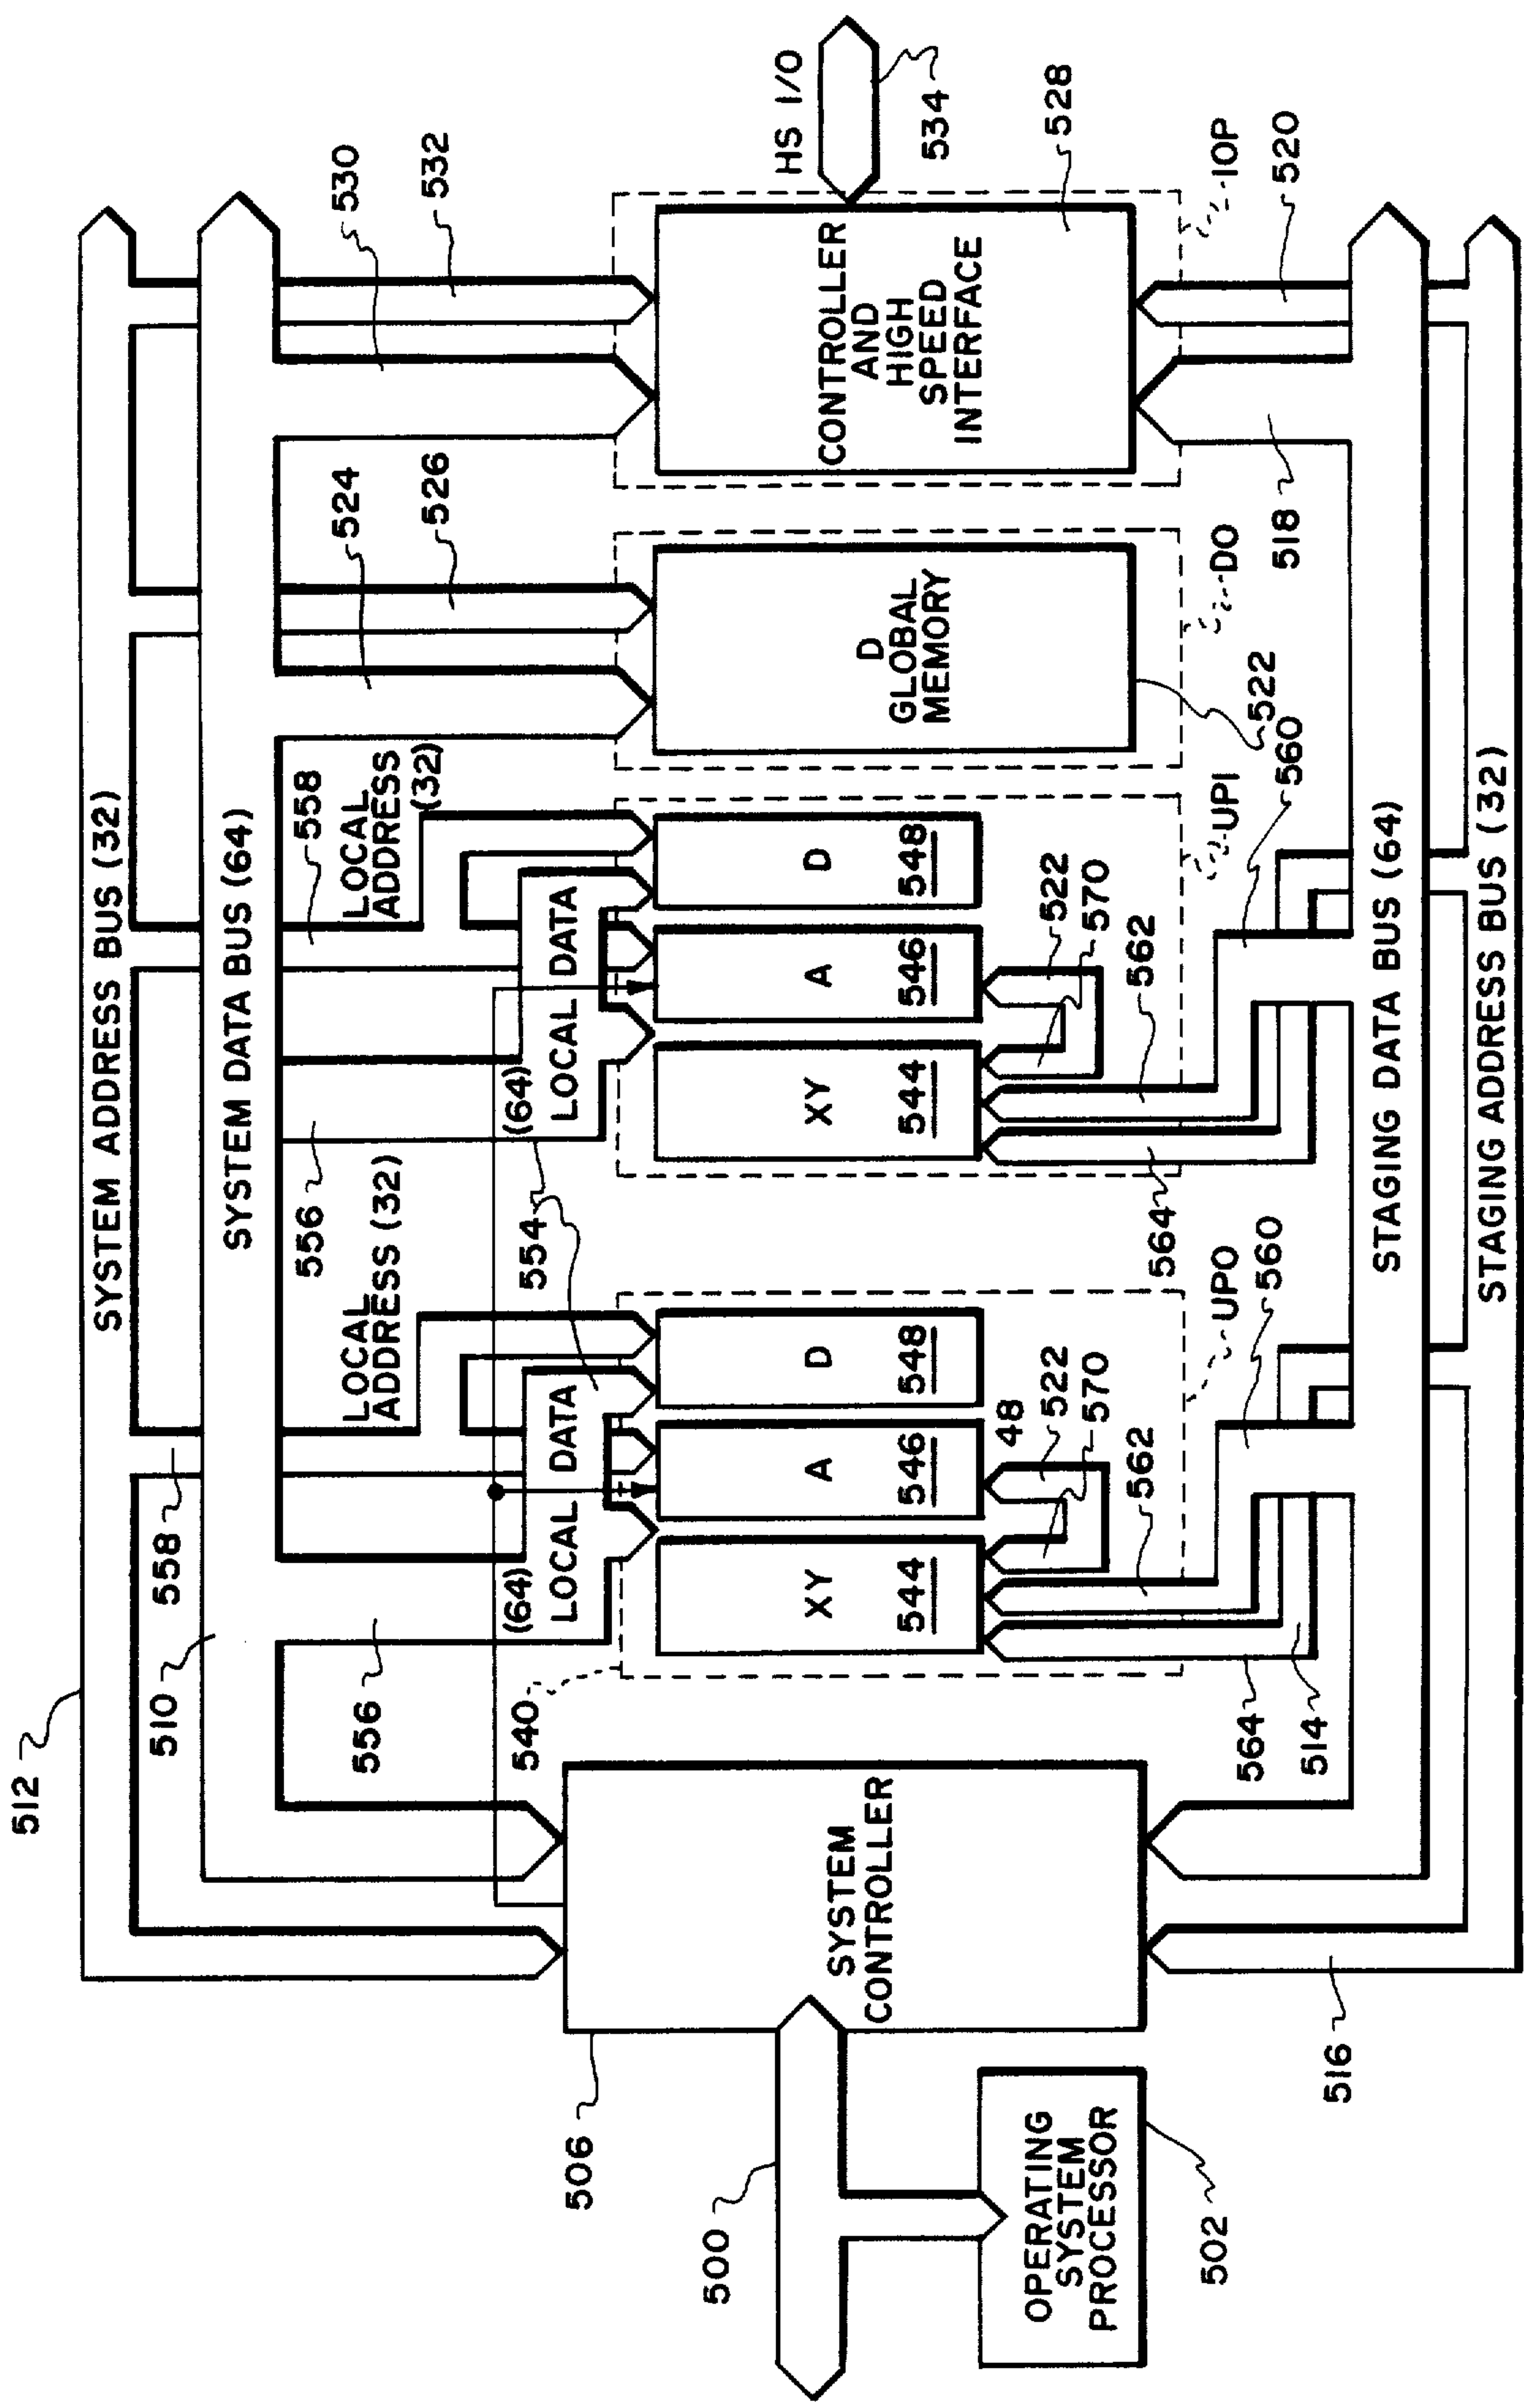 512
SYSTEM ADDRESS BUS (32)
510
558
SYSTEM DATA BUS (64)
556
LOCAL
ADDRESS (32)
556
558
LOCAL
ADDRESS
(32)
524
526
530
532
554
(64)
LOCAL DATA
(64)
LOCAL DATA
540
506
500
SYSTEM
CONTROLLER
OPERATING
SYSTEM
PROCESSOR
502
XY
544
A
546
D
548
48
522
570
562
UPO
560
564
514
XY
544
A
546
D
548
522
570
562
UPI
560
564
D
GLOBAL
MEMORY
522
DO
CONTROLLER
AND
HIGH
SPEED
INTERFACE
HS I/O
534
528
IOP
518
520
516
STAGING DATA BUS (64)
STAGING ADDRESS BUS (32)